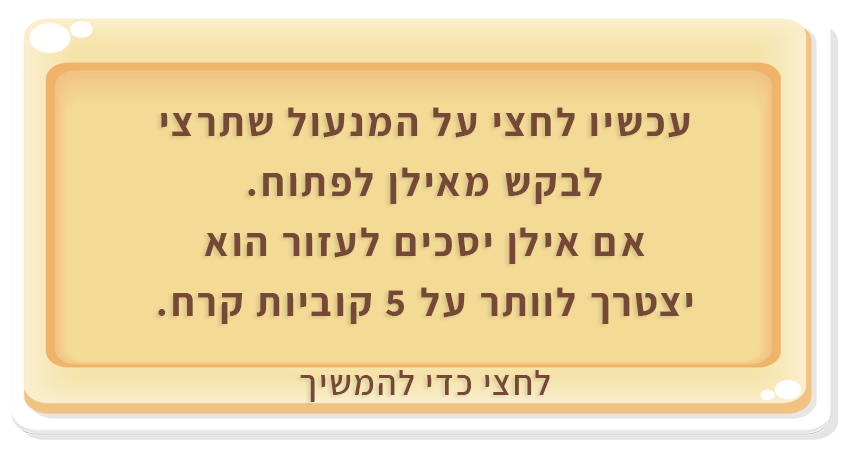 עכשיו לחצי על המנעול שתרצי
לבקש מאילן לפתוח.
אם אילן יסכים לעזור הוא
יצטרך לוותר על 5 קוביות קרח.
לחצי כדי להמשיך